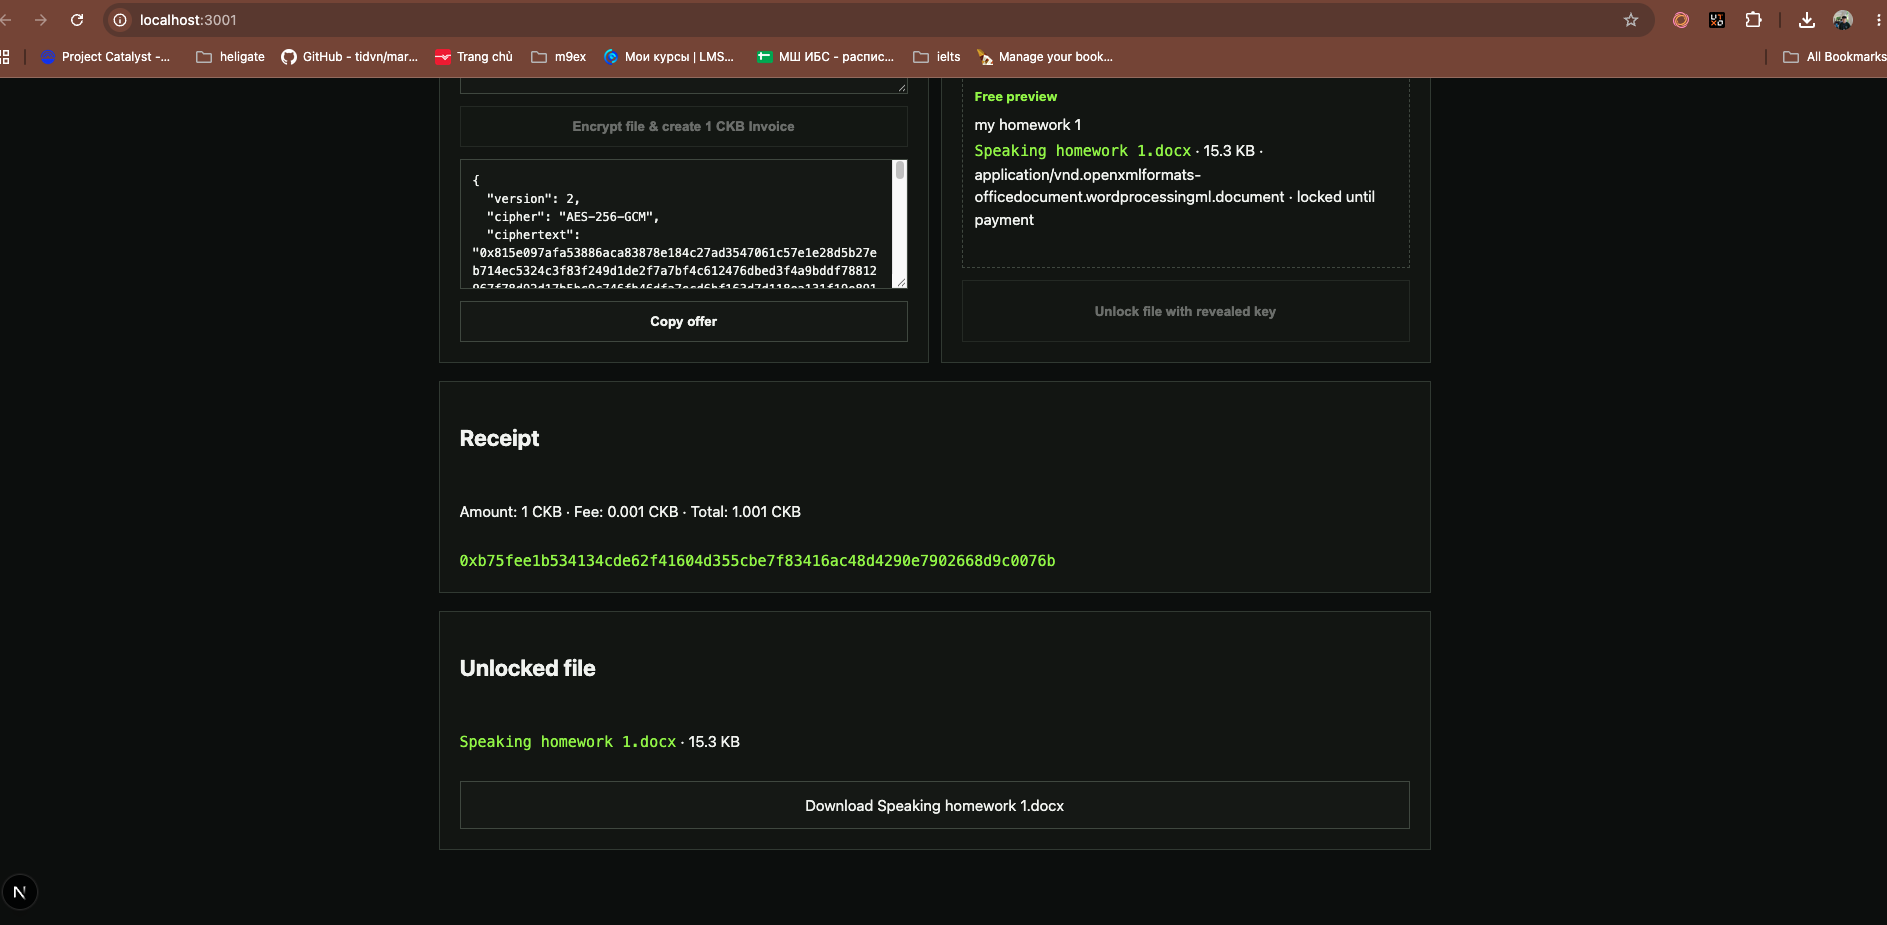 localhost:3001
Project Catalyst -...
heligate
GitHub - tidvn/mar...
Trang chủ
m9ex
Мои курсы | LMS...
МШ ИБС - распис...
ielts
Manage your book...
All Bookmarks
Encrypt file & create 1 CKB Invoice
{
"version": 2,
"cipher": "AES-256-GCM",
"ciphertext":
"0x815e097afa53886aca83878e184c27ad3547061c57e1e28d5b27e
b714ec5324c3f83f249d1de2f7a7bf4c612476dbed3f4a9bddf78812
Copy offer
Free preview
my homework 1
Speaking homework 1.docx · 15.3 KB ·
application/vnd.openxmlformats-
officedocument.wordprocessingml.document · locked until
payment
Unlock file with revealed key
Receipt
Amount: 1 CKB · Fee: 0.001 CKB · Total: 1.001 CKB
0xb75fee1b534134cde62f41604d355cbe7f83416ac48d4290e7902668d9c0076b
Unlocked file
Speaking homework 1.docx · 15.3 KB
Download Speaking homework 1.docx
N